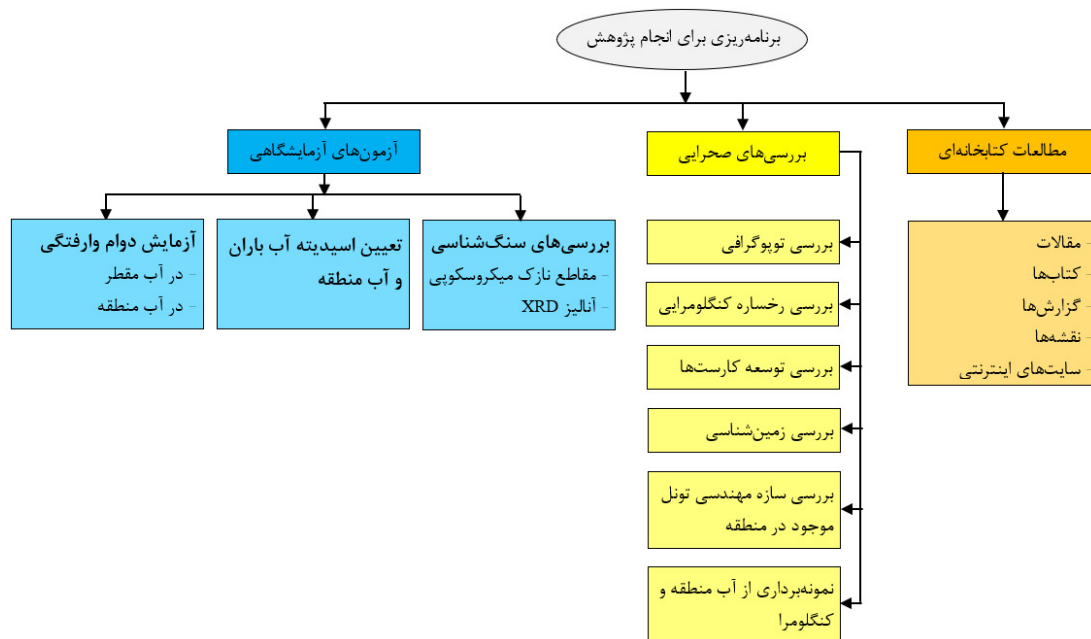 برنامه‌ریزی برای انجام پژوهش
مطالعات کتابخانه‌ای
مقالات
- کتاب‌ها
- گزارش‌ها
- نقشه‌ها
- سایت‌های اینترنتی
بررسی‌های صحرایی
بررسی توپوگرافی
بررسی رخساره کنگلومرایی
بررسی توسعه کارست‌ها
بررسی زمین‌شناسی
بررسی سازه مهندسی تونل
موجود در منطقه
نمونه‌برداری از آب منطقه و
کنگلومرا
آزمون‌های آزمایشگاهی
بررسی‌های سنگ‌شناسی
- مقاطع نازک میکروسکوپی
- آنالیز XRD
تعیین اسیدیته آب باران
و آب منطقه
آزمایش دوام وارفتگی
- در آب مقطر
- در آب منطقه